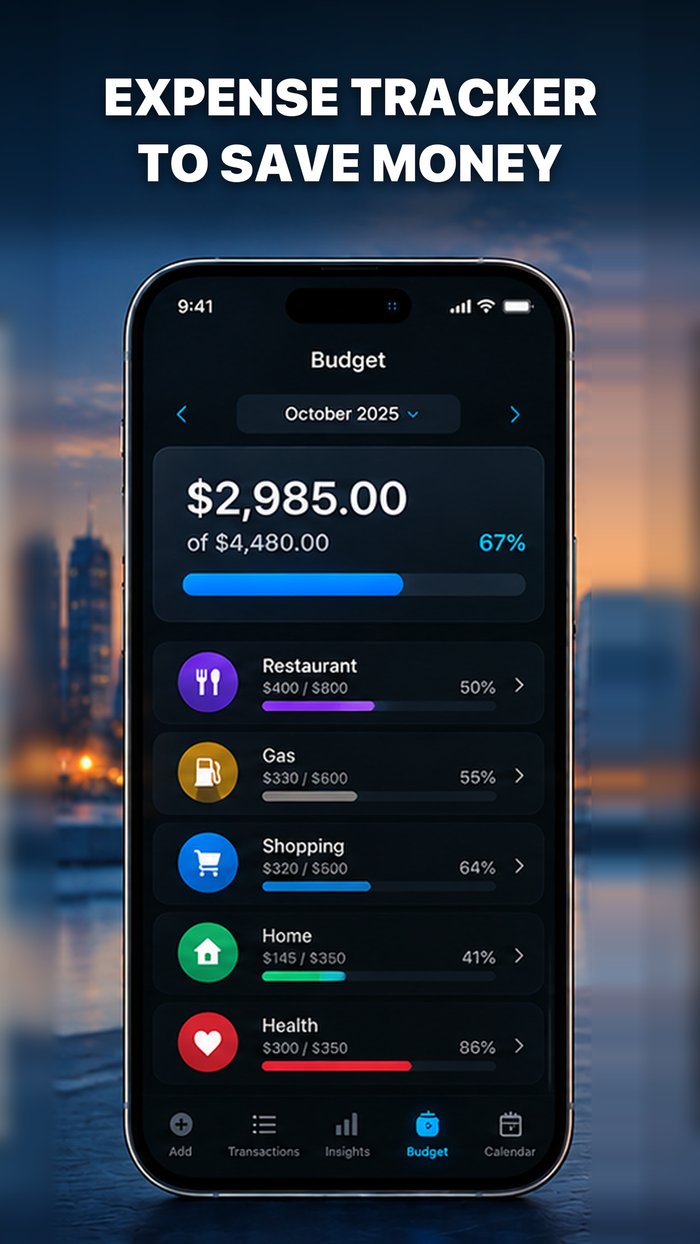 EXPENSE TRACKER
TO SAVE MONEY
9:41
Budget
October 2025
$2,985.00
of $4,480.00
67%
Restaurant
$400 / $800
50%
Gas
$330 / $600
55%
Shopping
$320 / $600
64%
Home
$145 / $350
41%
Health
$300 / $350
86%
Add
Transactions
Insights
Budget
Calendar